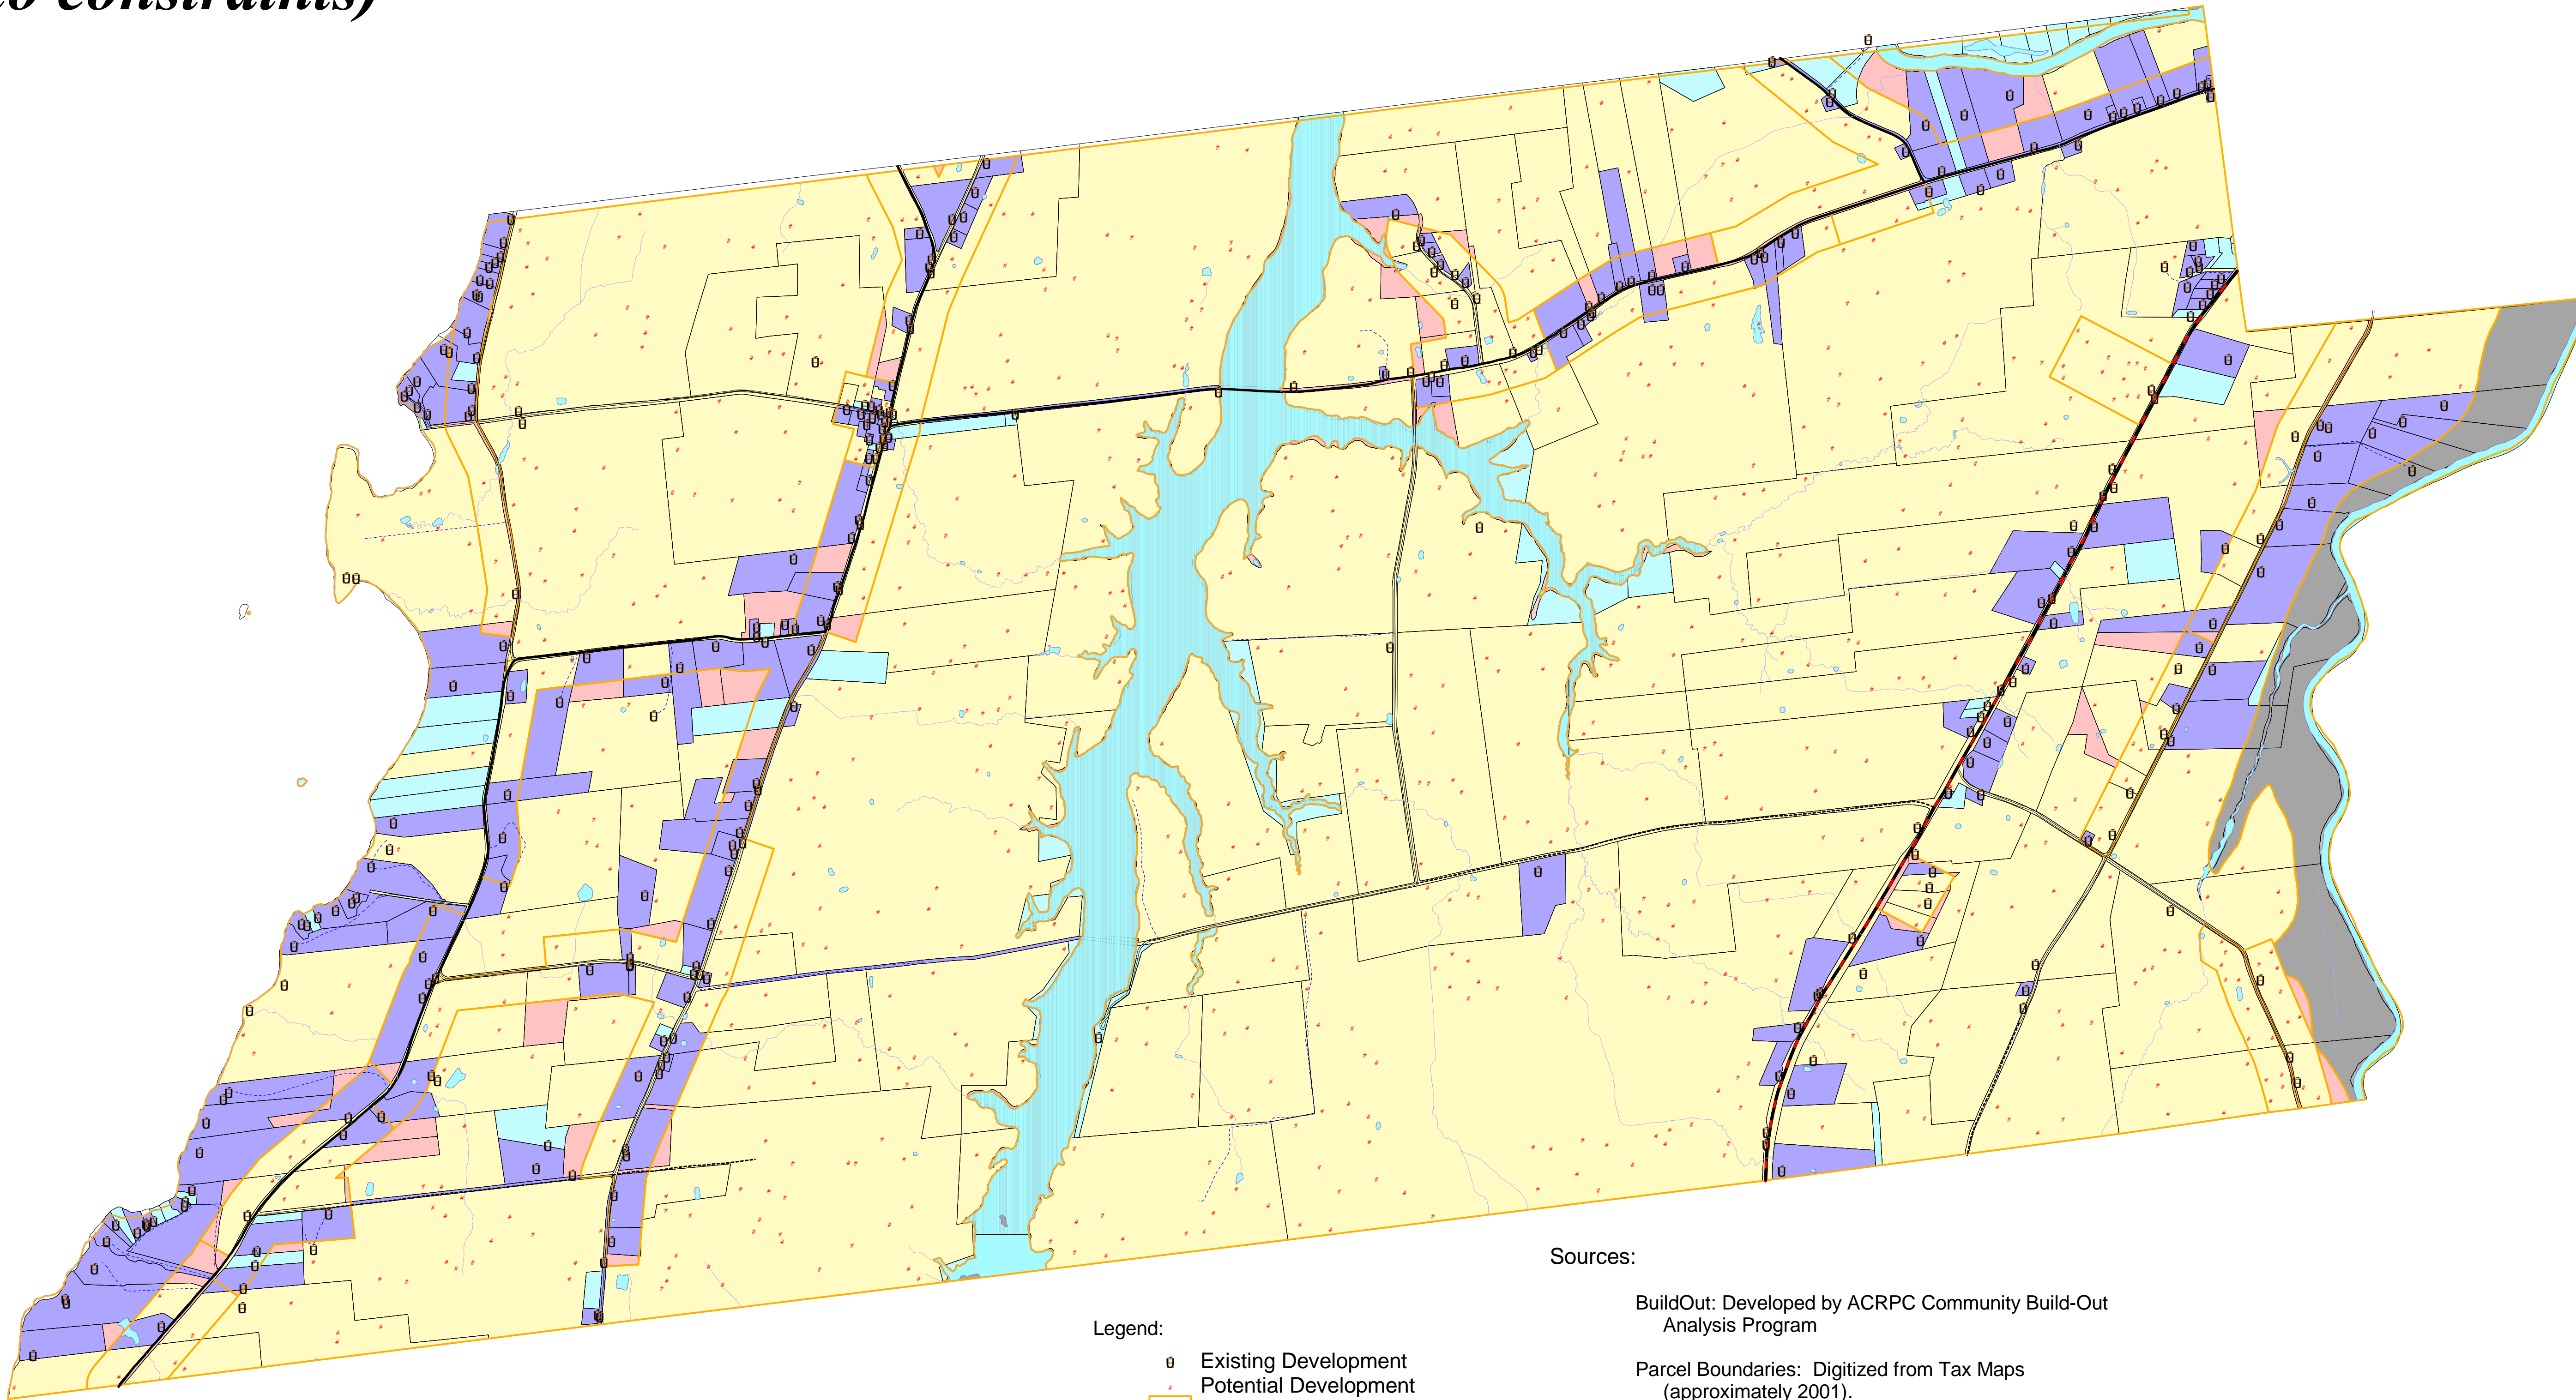 constraints)
Sources:
BuildOut: Developed by ACRPC Community Build-Out
Analysis Program
Legend:
Existing Development
Potential Development
Parcel Boundaries: Digitized from Tax Maps
(approximately 2001).